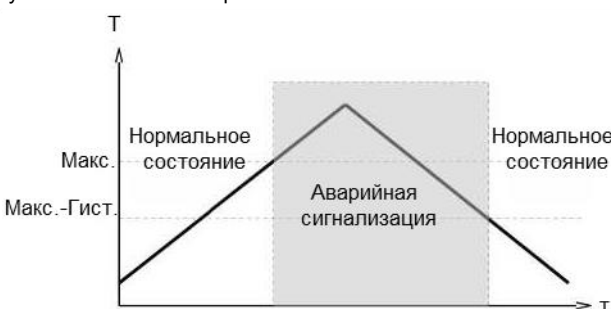 T
Нормальное
состояние
Нормальное
состояние
Макс.
Аварийная
сигнализация
Макс.-Гист.
т